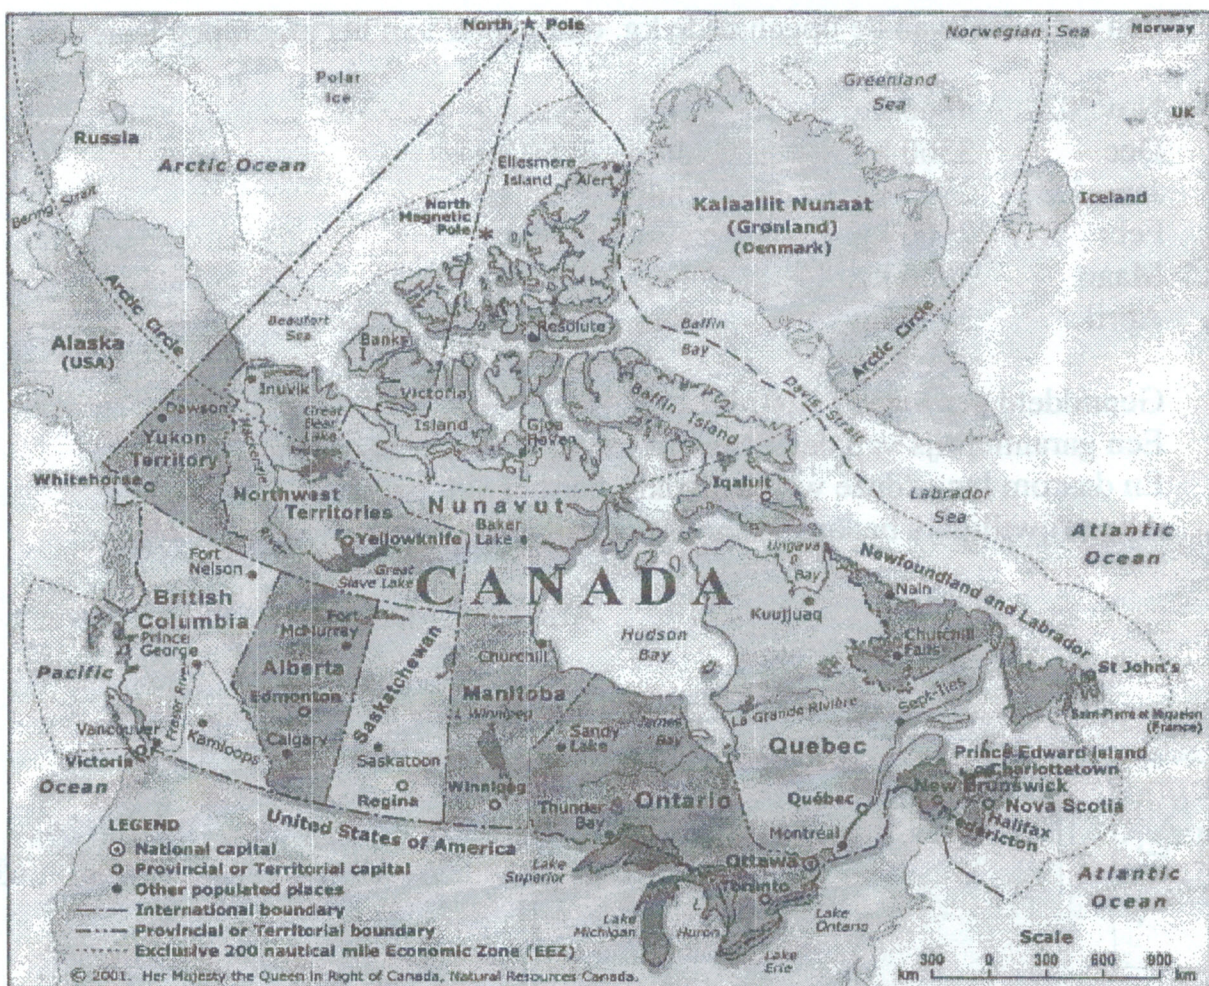 North Pole
Norwegian Sea
Norway
Polar
Ice
Greenland
Sea
UK
Russia
Arctic Ocean
Ellesmere
Island
Alert
Bering Strait
North
Magnetic
Pole
Kalaallit Nunaat
(Grønland)
(Denmark)
Iceland
Arctic Circle
Beaufort
Sea
Banks
I
Resolute
Baffin
Bay
Arctic Circle
Alaska
(USA)
Inuvik
Victoria
Island
Baffin Island
Davis Strait
Dawson
Great
Bear
Lake
Gjoa
Haven
Yukon
Territory
Mackenzie
River
Whitehorse
Northwest
Territories
Nunavut
Iqaluit
Labrador
Sea
Atlantic
Ocean
Yellowknife
Baker
Lake
Great
Slave Lake
Ungava
Bay
Newfoundland and Labrador
Fort
Nelson
CANADA
Nain
British
Columbia
Fort
McMurray
Kuujjuaq
Hudson
Bay
Churchill
Falls
Prince
George
Churchill
St John's
Pacific
Ocean
Alberta
Saskatchewan
Manitoba
Edmonton
L Winnipeg
La Grande Rivière
Sept-Îles
Saint-Pierre et Miquelon
(France)
Fraser River
Vancouver
Victoria
Kamloops
Calgary
Sandy
Lake
James
Bay
Quebec
Prince Edward Island
Charlottetown
Saskatoon
New Brunswick
Regina
Winnipeg
Thunder
Bay
Ontario
Québec
Nova Scotia
Halifax
Fredericton
United States of America
Montréal
Ottawa
Toronto
Lake
Superior
Lake
Michigan
L
Huron
Lake
Ontario
Lake
Erie
Atlantic
Ocean
LEGEND
National capital
Provincial or Territorial capital
Other populated places
International boundary
Provincial or Territorial boundary
Exclusive 200 nautical mile Economic Zone (EEZ)
© 2001. Her Majesty the Queen in Right of Canada, Natural Resources Canada.
Scale
300 0 300 600 900
km km